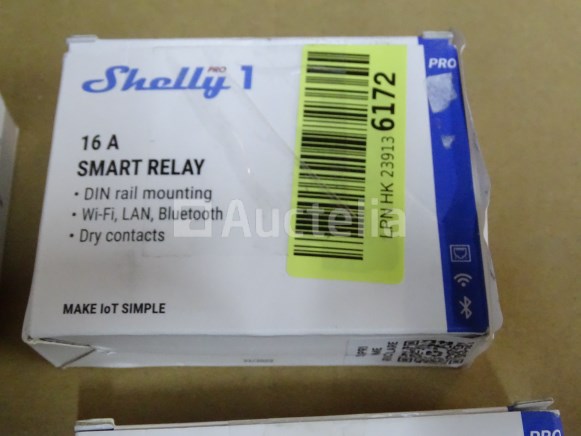 Shelly PRO 1
PRO
16 A
SMART RELAY
• DIN rail mounting
• Wi-Fi, LAN, Bluetooth
• Dry contacts
MAKE IoT SIMPLE
LPN HK 23913 6172
Auctelia
PRO